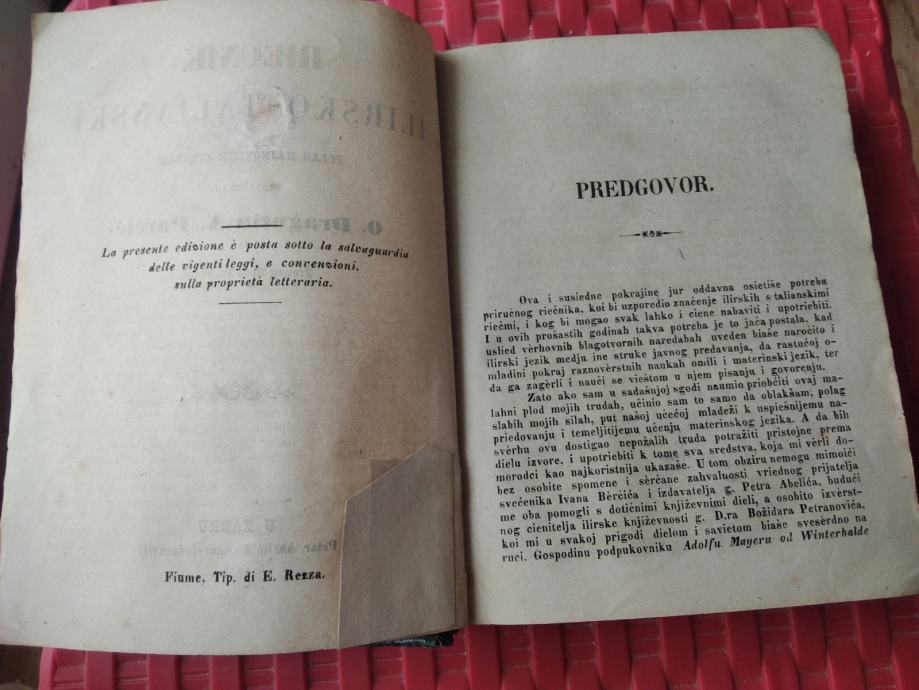 La presente edizione è posta sotto la salvaguardia
delle vigenti leggi, e convenzioni,
sulla proprietà letteraria.
Fiume, Tip. di E. Rezza.
PREDGOVOR.
Ova i susiedne pokrajine jur oddavna osietiše potrebu
priručnog riečnika, koi bi uzporedio značenje ilirskih s talianskimi
riečmi, i kog bi mogao svak lahko i ciene nabaviti i upotriebiti.
I u ovih prošastih godinah takva potreba je to jača postala, kad
uslied vèrhovnih blagotvornih naredabah uveden biaše naročito i
ilirski jezik medju ine struke javnog predavanja, da rastućoj o-
mladini pokraj raznovèrstnih naukah omili i materinski jezik, ter
da ga zagèrli i nauči se vieštom u njem pisanju i govorenju.
Zato ako sam u sadašnjoj sgodi naumio priobćiti ovaj ma-
lahni plod mojih trudah, učinio sam to samo da oblakšam, polag
slabih mojih silah, put našoj učećoj mladeži k uspiešnijemu na-
priedovanju i temeljitijemu učenju materinskog jezika. A da bih
svèrhu ovu dostigao nepožalih truda potražiti pristojne prema
dielu izvore, i upotriebiti k tome sva sredstva, koja mi vèrli do-
morodci kao najkoristnija ukazaše. U tom obziru nemogu mimoići
bez osobite spomene i sèrčane zahvalnosti vriednog prijatelja
svećenika Ivana Bèrčića i izdavatelja g. Petra Abelića, budući
me oba pomogli s dotičnimi književnimi dieli, a osobito izvèrst-
nog cienitelja ilirske književnosti g. D.ra Božidara Petranovića,
koi mi u svakoj prigodi dielom i savietom biaše svesèrdno na
ruci. Gospodinu podpukovniku Adolfu Mayeru od Winterhalde